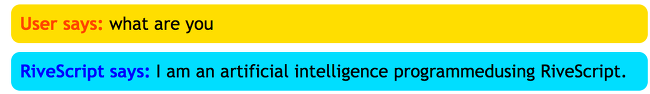 User says: what are you
RiveScript says: I am an artificial intelligence programmedusing RiveScript.